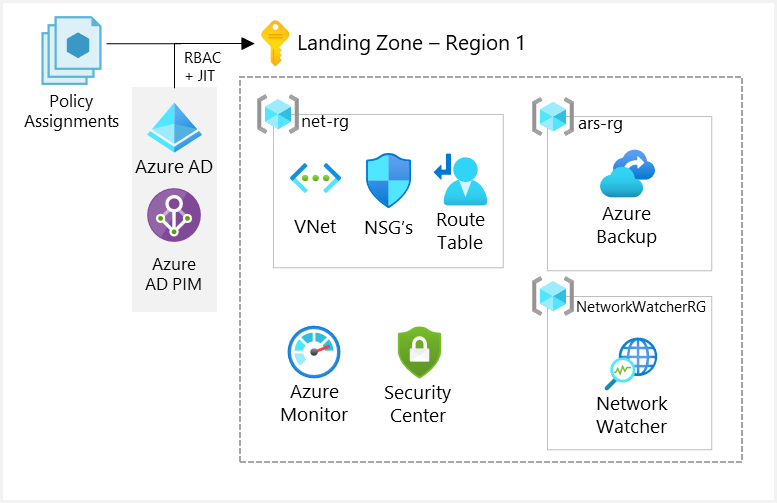 Policy
Assignments
RBAC
+ JIT
Landing Zone – Region 1
Azure AD
Azure
AD PIM
net-rg
VNet
NSG's
Route
Table
ars-rg
Azure
Backup
Azure
Monitor
Security
Center
NetworkWatcherRG
Network
Watcher